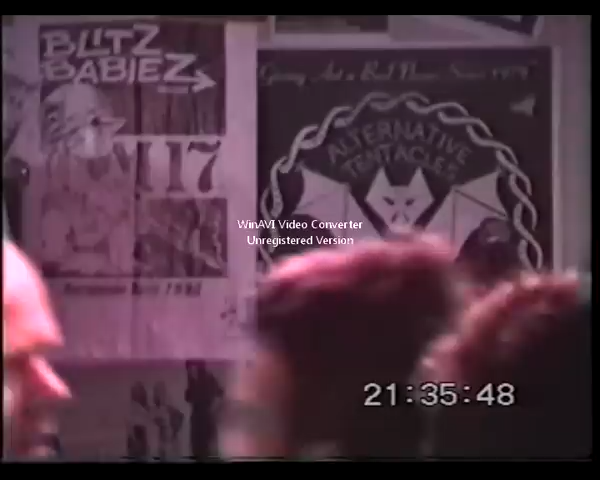 BLITZ
BABIEZ
Giving Art a Bad Name Since 1979"
M 17
ALTERNATIVE
TENTACLES
WinAVI Video Converter
Unregistered Version
21:35:48